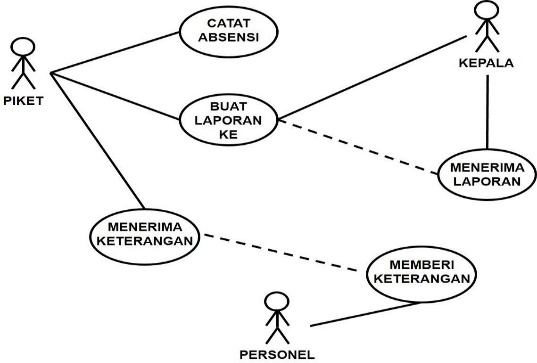 CATAT
ABSENSI
KEPALA
PIKET
BUAT
LAPORAN
KE
MENERIMA
LAPORAN
MENERIMA
KETERANGAN
MEMBERI
KETERANGAN
PERSONEL